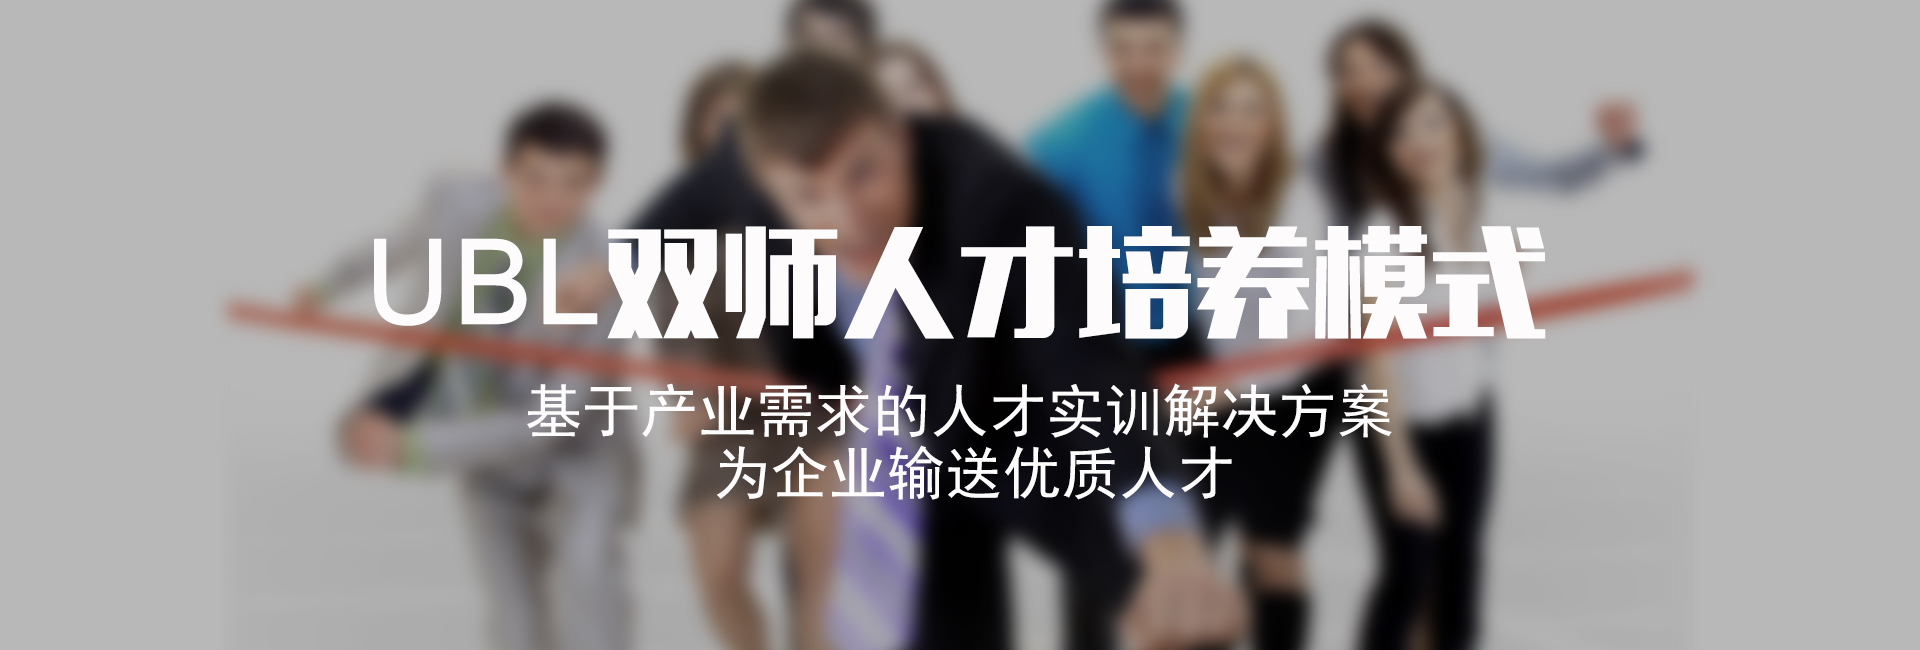 UBL双师人才培养模式
基于产业需求的人才实训解决方案
为企业输送优质人才